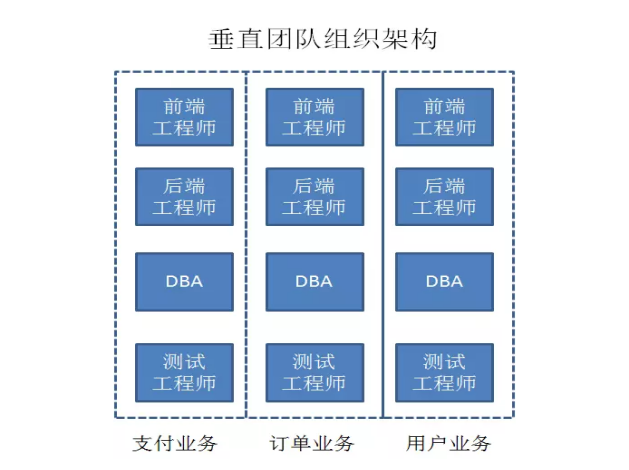 垂直团队组织架构
前端
工程师
前端
工程师
前端
工程师
后端
工程师
后端
工程师
后端
工程师
DBA
DBA
DBA
测试
工程师
测试
工程师
测试
工程师
支付业务
订单业务
用户业务